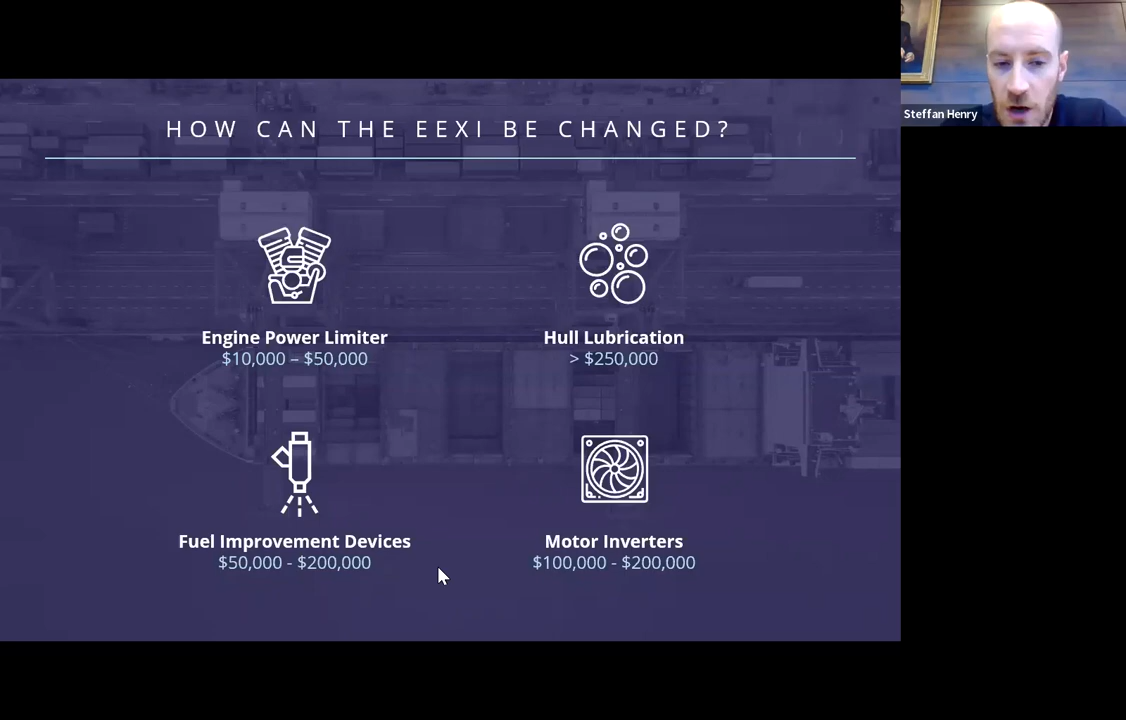 HOW CAN THE EEXI BE CHANGED?
Steffan Henry
Engine Power Limiter
$10,000 – $50,000
Hull Lubrication
> $250,000
Fuel Improvement Devices
$50,000 - $200,000
Motor Inverters
$100,000 - $200,000